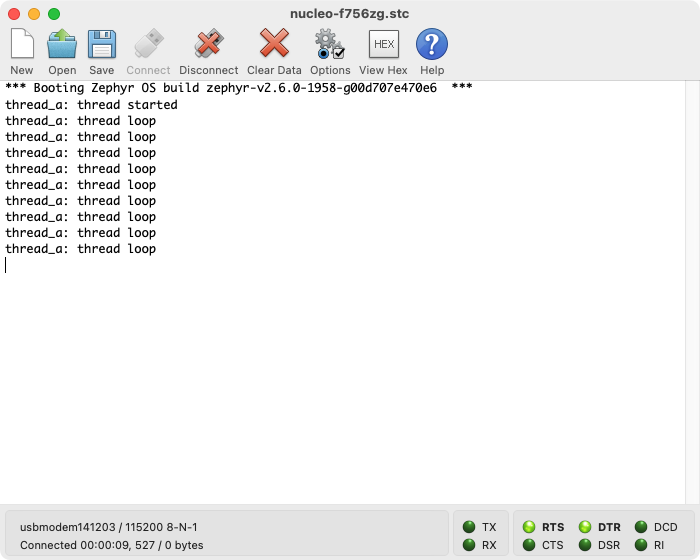 nucleo-f756zg.stc
New Open Save Connect Disconnect Clear Data Options HEX View Hex Help
*** Booting Zephyr OS build zephyr-v2.6.0-1958-g00d707e470e6  ***
thread_a: thread started
thread_a: thread loop
thread_a: thread loop
thread_a: thread loop
thread_a: thread loop
thread_a: thread loop
thread_a: thread loop
thread_a: thread loop
thread_a: thread loop
thread_a: thread loop
usbmodem141203 / 115200 8-N-1
Connected 00:00:09, 527 / 0 bytes
TX RTS DTR DCD
RX CTS DSR RI